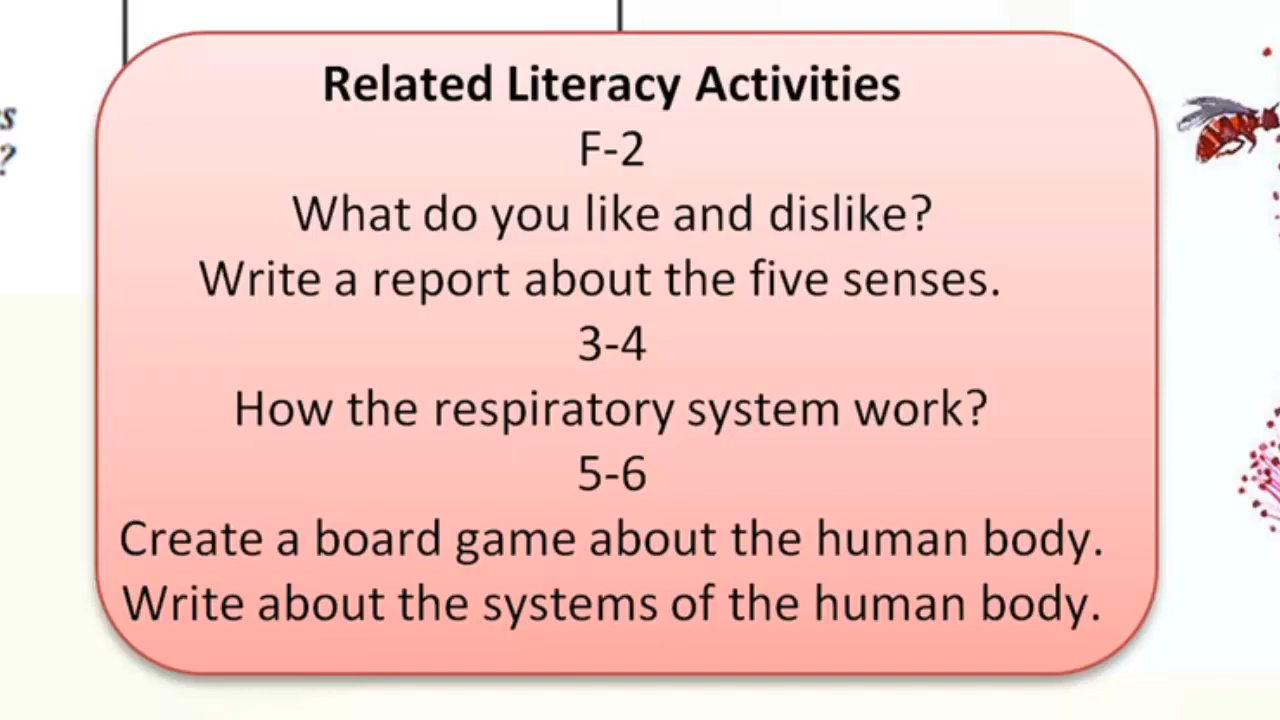 s
?
Related Literacy Activities
F-2
What do you like and dislike?
Write a report about the five senses.
3-4
How the respiratory system work?
5-6
Create a board game about the human body.
Write about the systems of the human body.